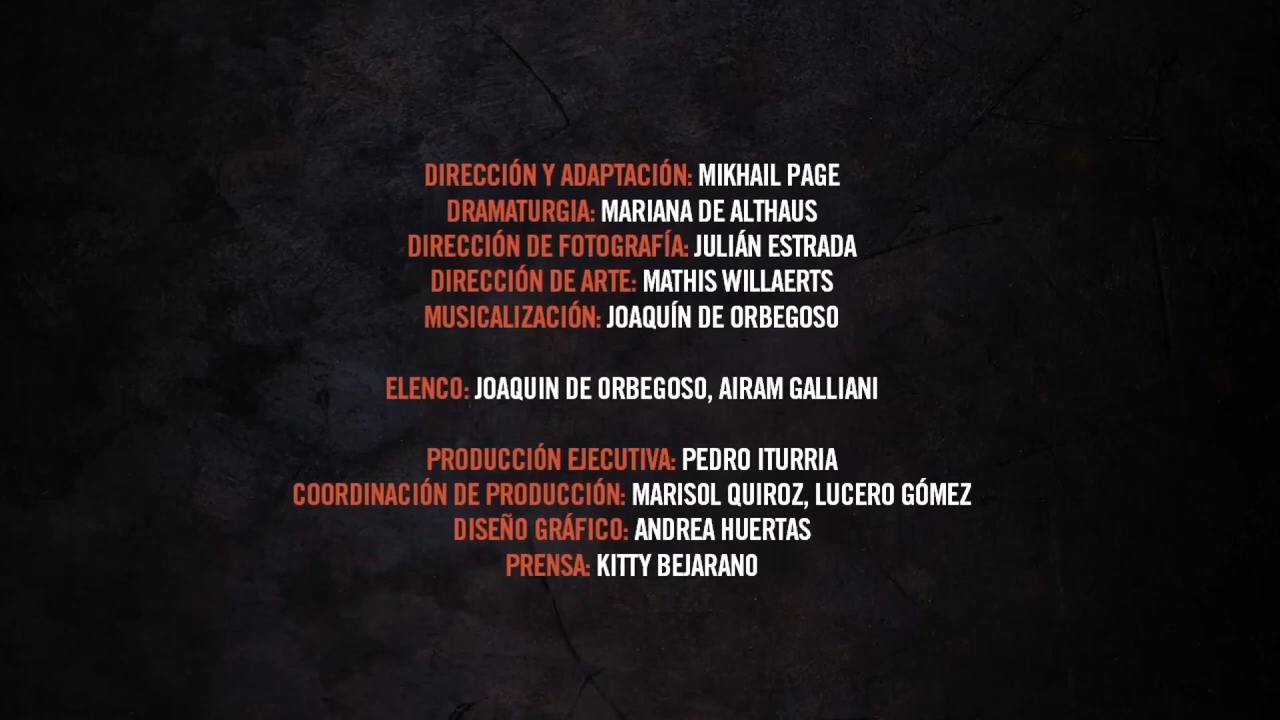 DIRECCIÓN Y ADAPTACIÓN: MIKHAIL PAGE
DRAMATURGIA: MARIANA DE ALTHAUS
DIRECCIÓN DE FOTOGRAFÍA: JULIÁN ESTRADA
DIRECCIÓN DE ARTE: MATHIS WILLAERTS
MUSICALIZACIÓN: JOAQUÍN DE ORBEGOSO
ELENCO: JOAQUIN DE ORBEGOSO, AIRAM GALLIANI
PRODUCCIÓN EJECUTIVA: PEDRO ITURRIA
COORDINACIÓN DE PRODUCCIÓN: MARISOL QUIROZ, LUCERO GÓMEZ
DISEÑO GRÁFICO: ANDREA HUERTAS
PRENSA: KITTY BEJARANO